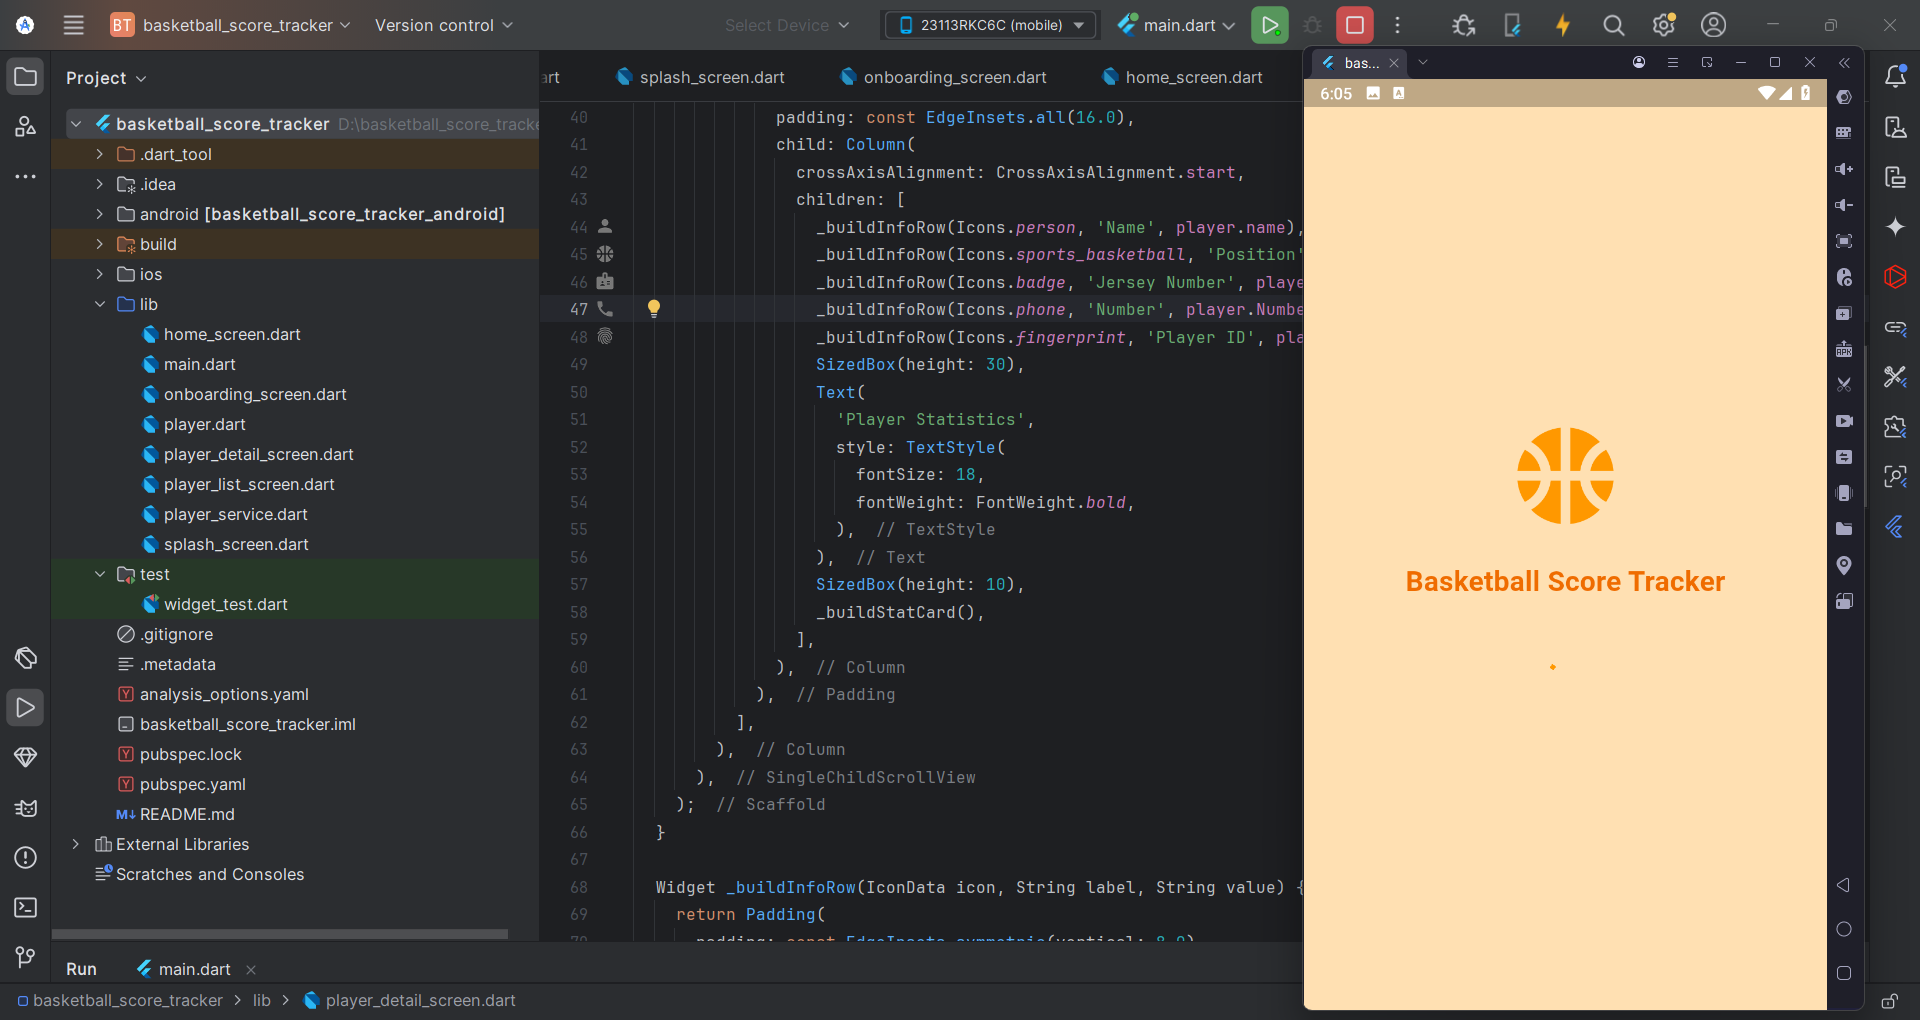 BT basketball_score_tracker Version control Select Device 23113RKC6C (mobile) main.dart
Project
basketball_score_tracker D:\basketball_score_tracke
.dart_tool
.idea
android [basketball_score_tracker_android]
build
ios
lib
home_screen.dart
main.dart
onboarding_screen.dart
player.dart
player_detail_screen.dart
player_list_screen.dart
player_service.dart
splash_screen.dart
test
widget_test.dart
.gitignore
.metadata
analysis_options.yaml
basketball_score_tracker.iml
pubspec.lock
pubspec.yaml
M↓ README.md
External Libraries
Scratches and Consoles
art splash_screen.dart onboarding_screen.dart home_screen.dart
40 padding: const EdgeInsets.all(16.0),
41 child: Column(
42 crossAxisAlignment: CrossAxisAlignment.start,
43 children: [
44 _buildInfoRow(Icons.person, 'Name', player.name),
45 _buildInfoRow(Icons.sports_basketball, 'Position'
46 _buildInfoRow(Icons.badge, 'Jersey Number', playe
47 _buildInfoRow(Icons.phone, 'Number', player.Numbe
48 _buildInfoRow(Icons.fingerprint, 'Player ID', pla
49 SizedBox(height: 30),
50 Text(
51 'Player Statistics',
52 style: TextStyle(
53 fontSize: 18,
54 fontWeight: FontWeight.bold,
55 ), // TextStyle
56 ), // Text
57 SizedBox(height: 10),
58 _buildStatCard(),
59 ],
60 ), // Column
61 ), // Padding
62 ],
63 ), // Column
64 ), // SingleChildScrollView
65 ); // Scaffold
66 }
67
68 Widget _buildInfoRow(IconData icon, String label, String value) {
69 return Padding(
70 padding: const EdgeInsets.symmetric(vertical: 8.0)
bas...
6:05
Basketball Score Tracker
Run main.dart
basketball_score_tracker > lib > player_detail_screen.dart